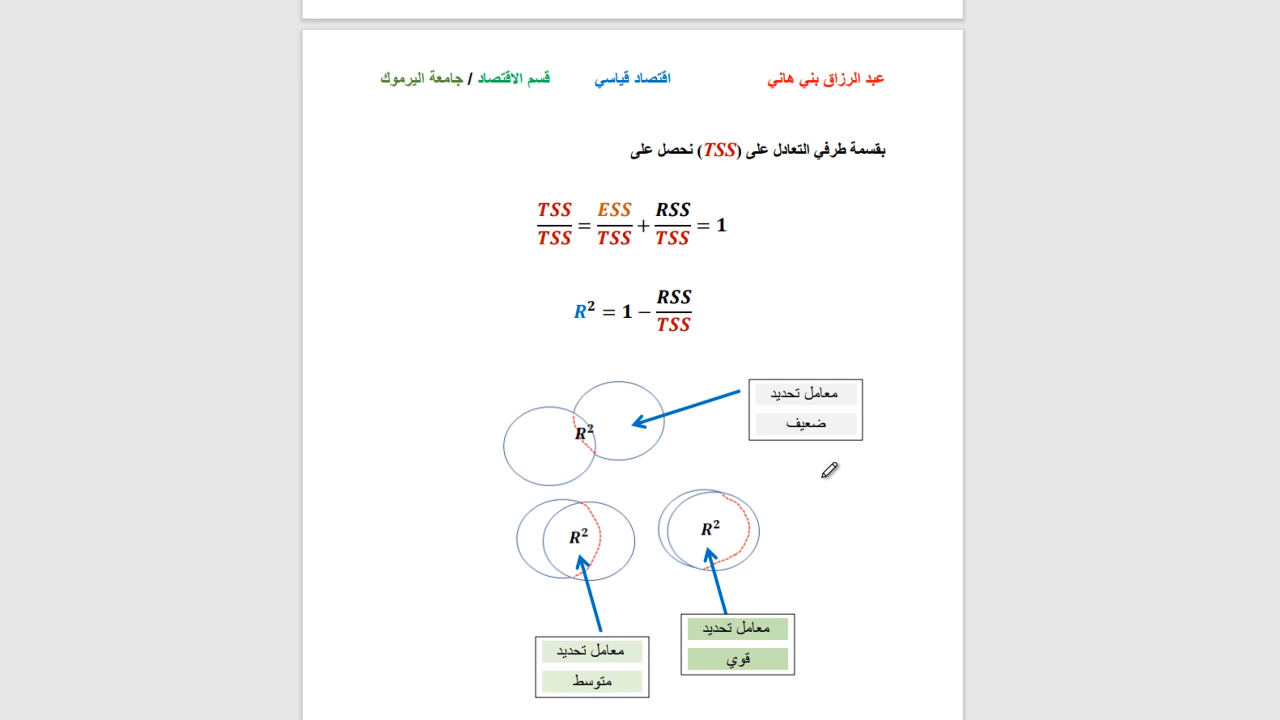 عبد الرزاق بني هاني اقتصاد قياسي قسم الاقتصاد / جامعة اليرموك
بقسمة طرفي التعادل على (TSS) نحصل على
TSS/TSS = ESS/TSS + RSS/TSS = 1
R² = 1 − RSS/TSS
معامل تحديد
ضعيف
R²
R²
R²
معامل تحديد
قوي
معامل تحديد
متوسط